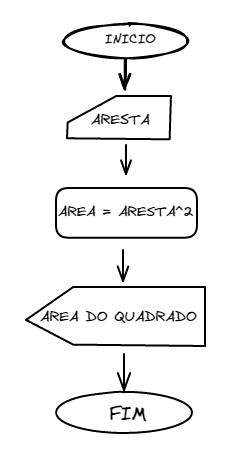 INICIO
ARESTA
AREA = ARESTA^2
AREA DO QUADRADO
FIM